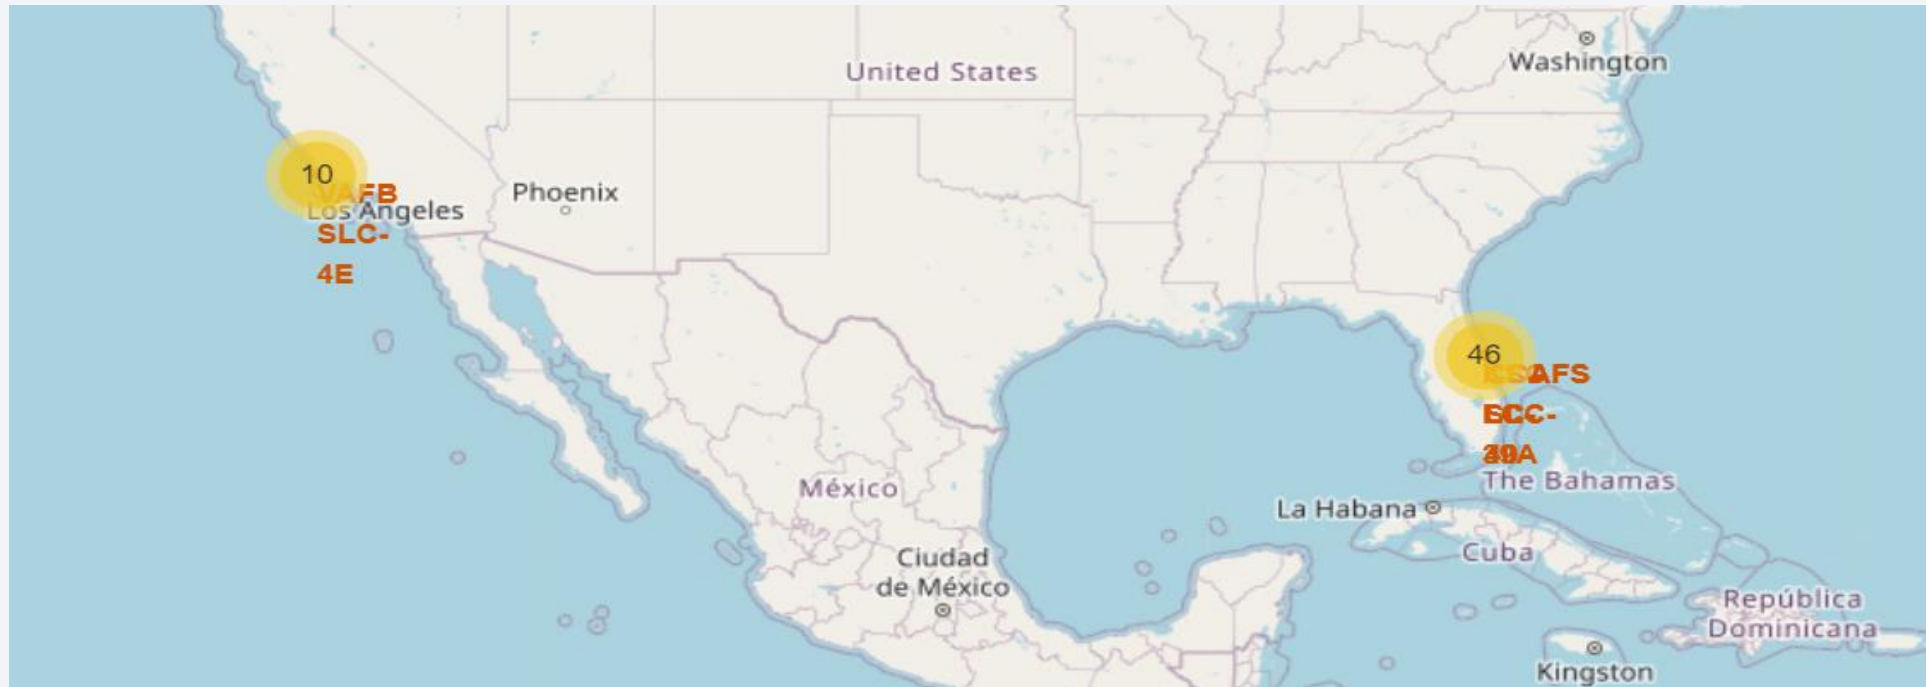 United States
Washington
10
VAFB
Los Angeles
SLC-
4E
Phoenix
46
The Bahamas
México
La Habana
Cuba
Ciudad
de México
República
Dominicana
Kingston